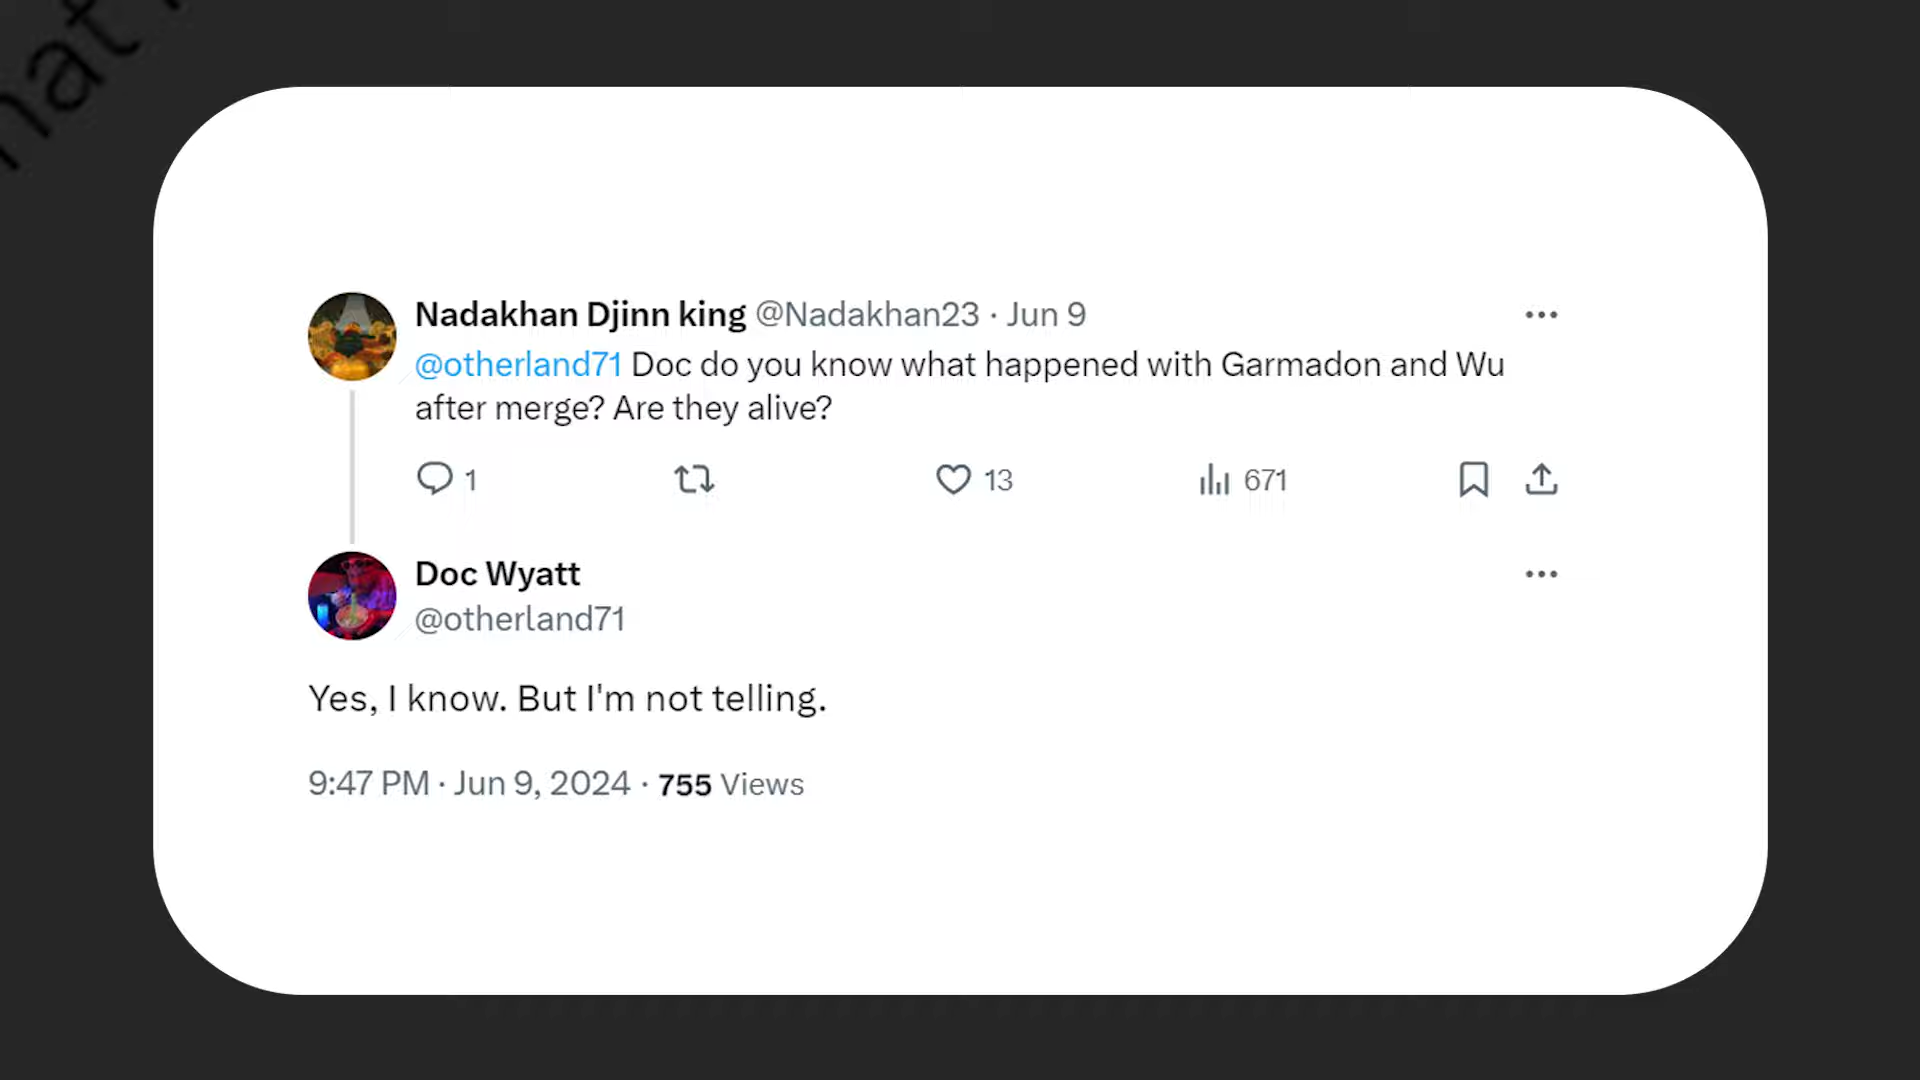 hat
Nadakhan Djinn king @Nadakhan23 · Jun 9
@otherland71 Doc do you know what happened with Garmadon and Wu
after merge? Are they alive?
1 13 671
Doc Wyatt
@otherland71
Yes, I know. But I'm not telling.
9:47 PM · Jun 9, 2024 · 755 Views